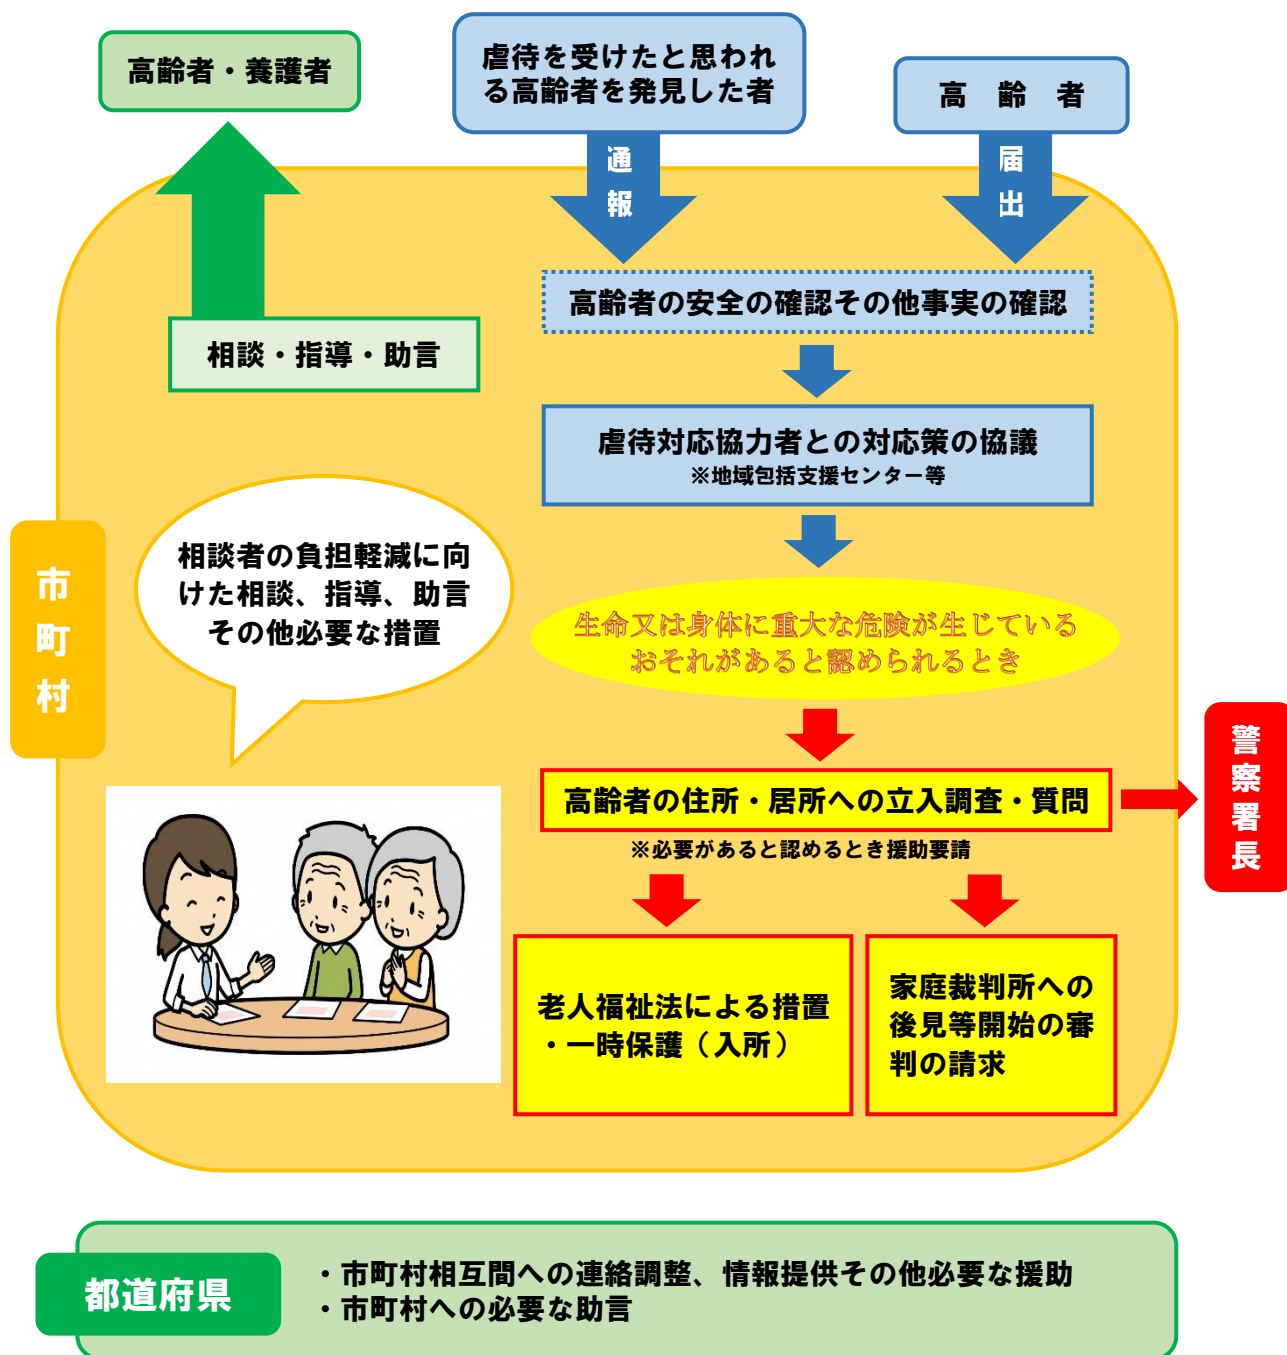 高齢者・養護者
虐待を受けたと思われ
る高齢者を発見した者
高　齢　者
通報
届出
高齢者の安全の確認その他事実の確認
相談・指導・助言
虐待対応協力者との対応策の協議
※地域包括支援センター等
相談者の負担軽減に向
けた相談、指導、助言
その他必要な措置
市町村
生命又は身体に重大な危険が生じている
おそれがあると認められるとき
高齢者の住所・居所への立入調査・質問
※必要があると認めるとき援助要請
警察署長
老人福祉法による措置
・一時保護（入所）
家庭裁判所への
後見等開始の審
判の請求
都道府県
・市町村相互間への連絡調整、情報提供その他必要な援助
・市町村への必要な助言